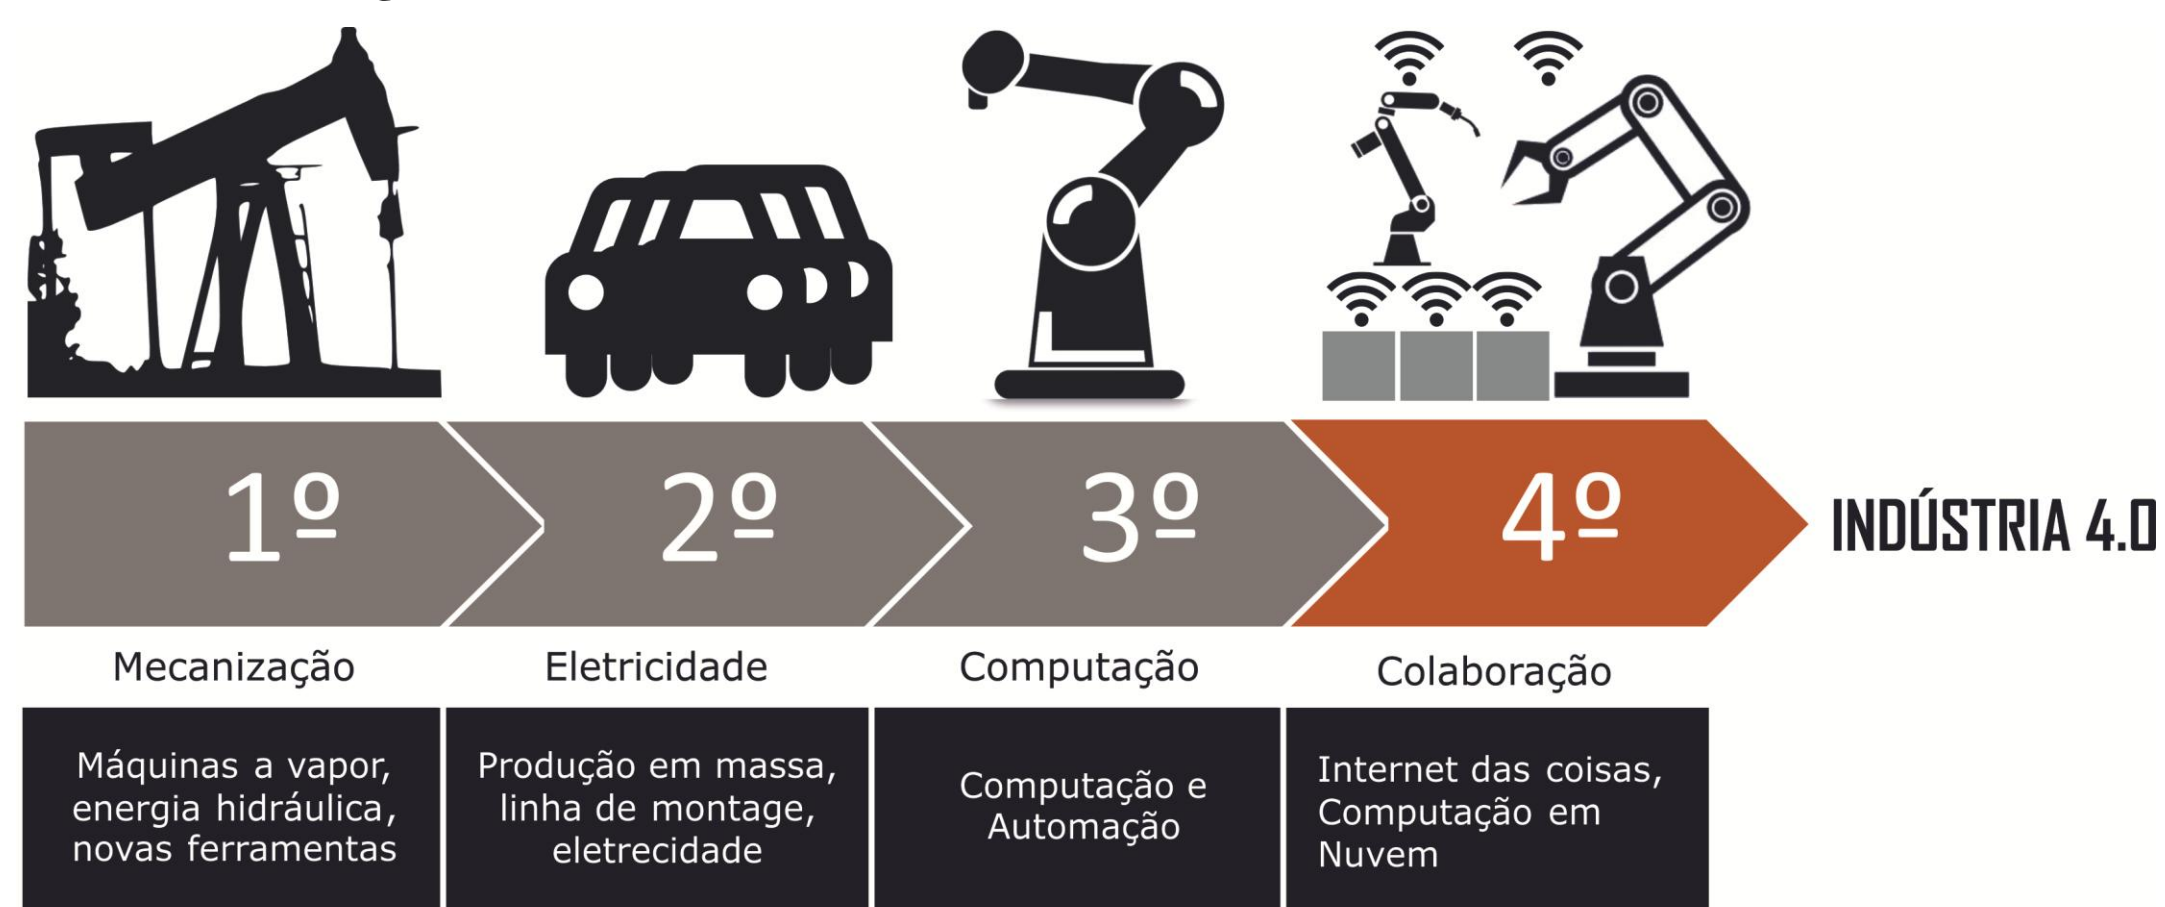 1º
2º
3º
4º
INDÚSTRIA 4.0
Mecanização
Eletricidade
Computação
Colaboração
Máquinas a vapor,
energia hidráulica,
novas ferramentas
Produção em massa,
linha de montage,
eletrecidade
Computação e
Automação
Internet das coisas,
Computação em
Nuvem